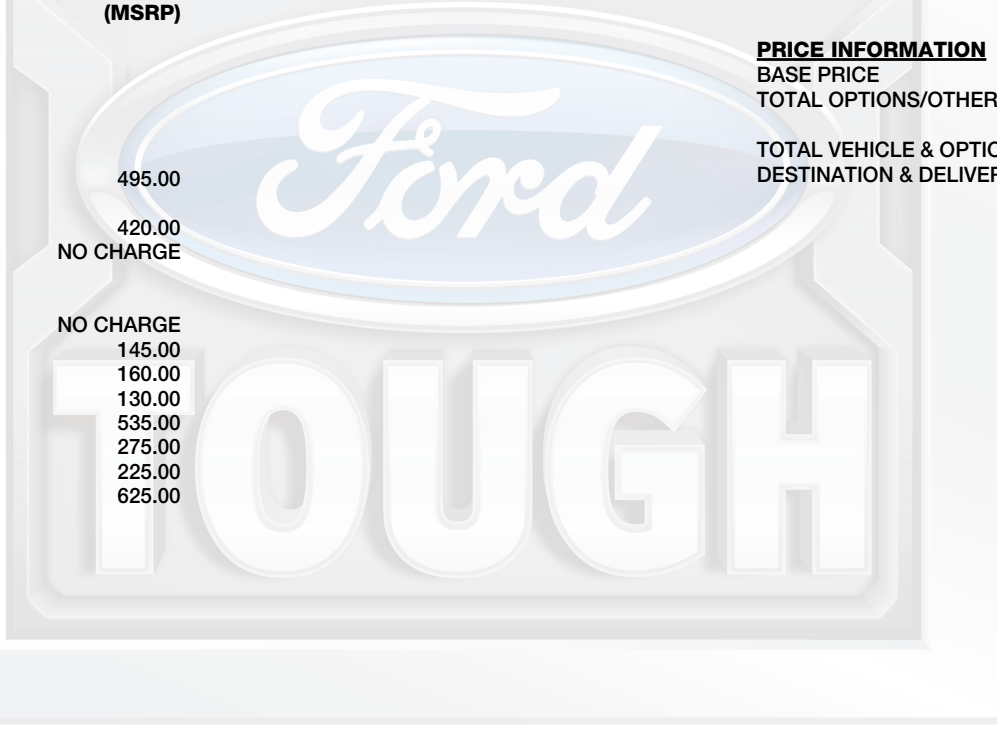 (MSRP)
495.00
420.00
NO CHARGE
NO CHARGE
145.00
160.00
130.00
535.00
275.00
225.00
625.00
PRICE INFORMATION
BASE PRICE
TOTAL OPTIONS/OTHER
TOTAL VEHICLE & OPTIO
DESTINATION & DELIVER
Ford
TOUGH